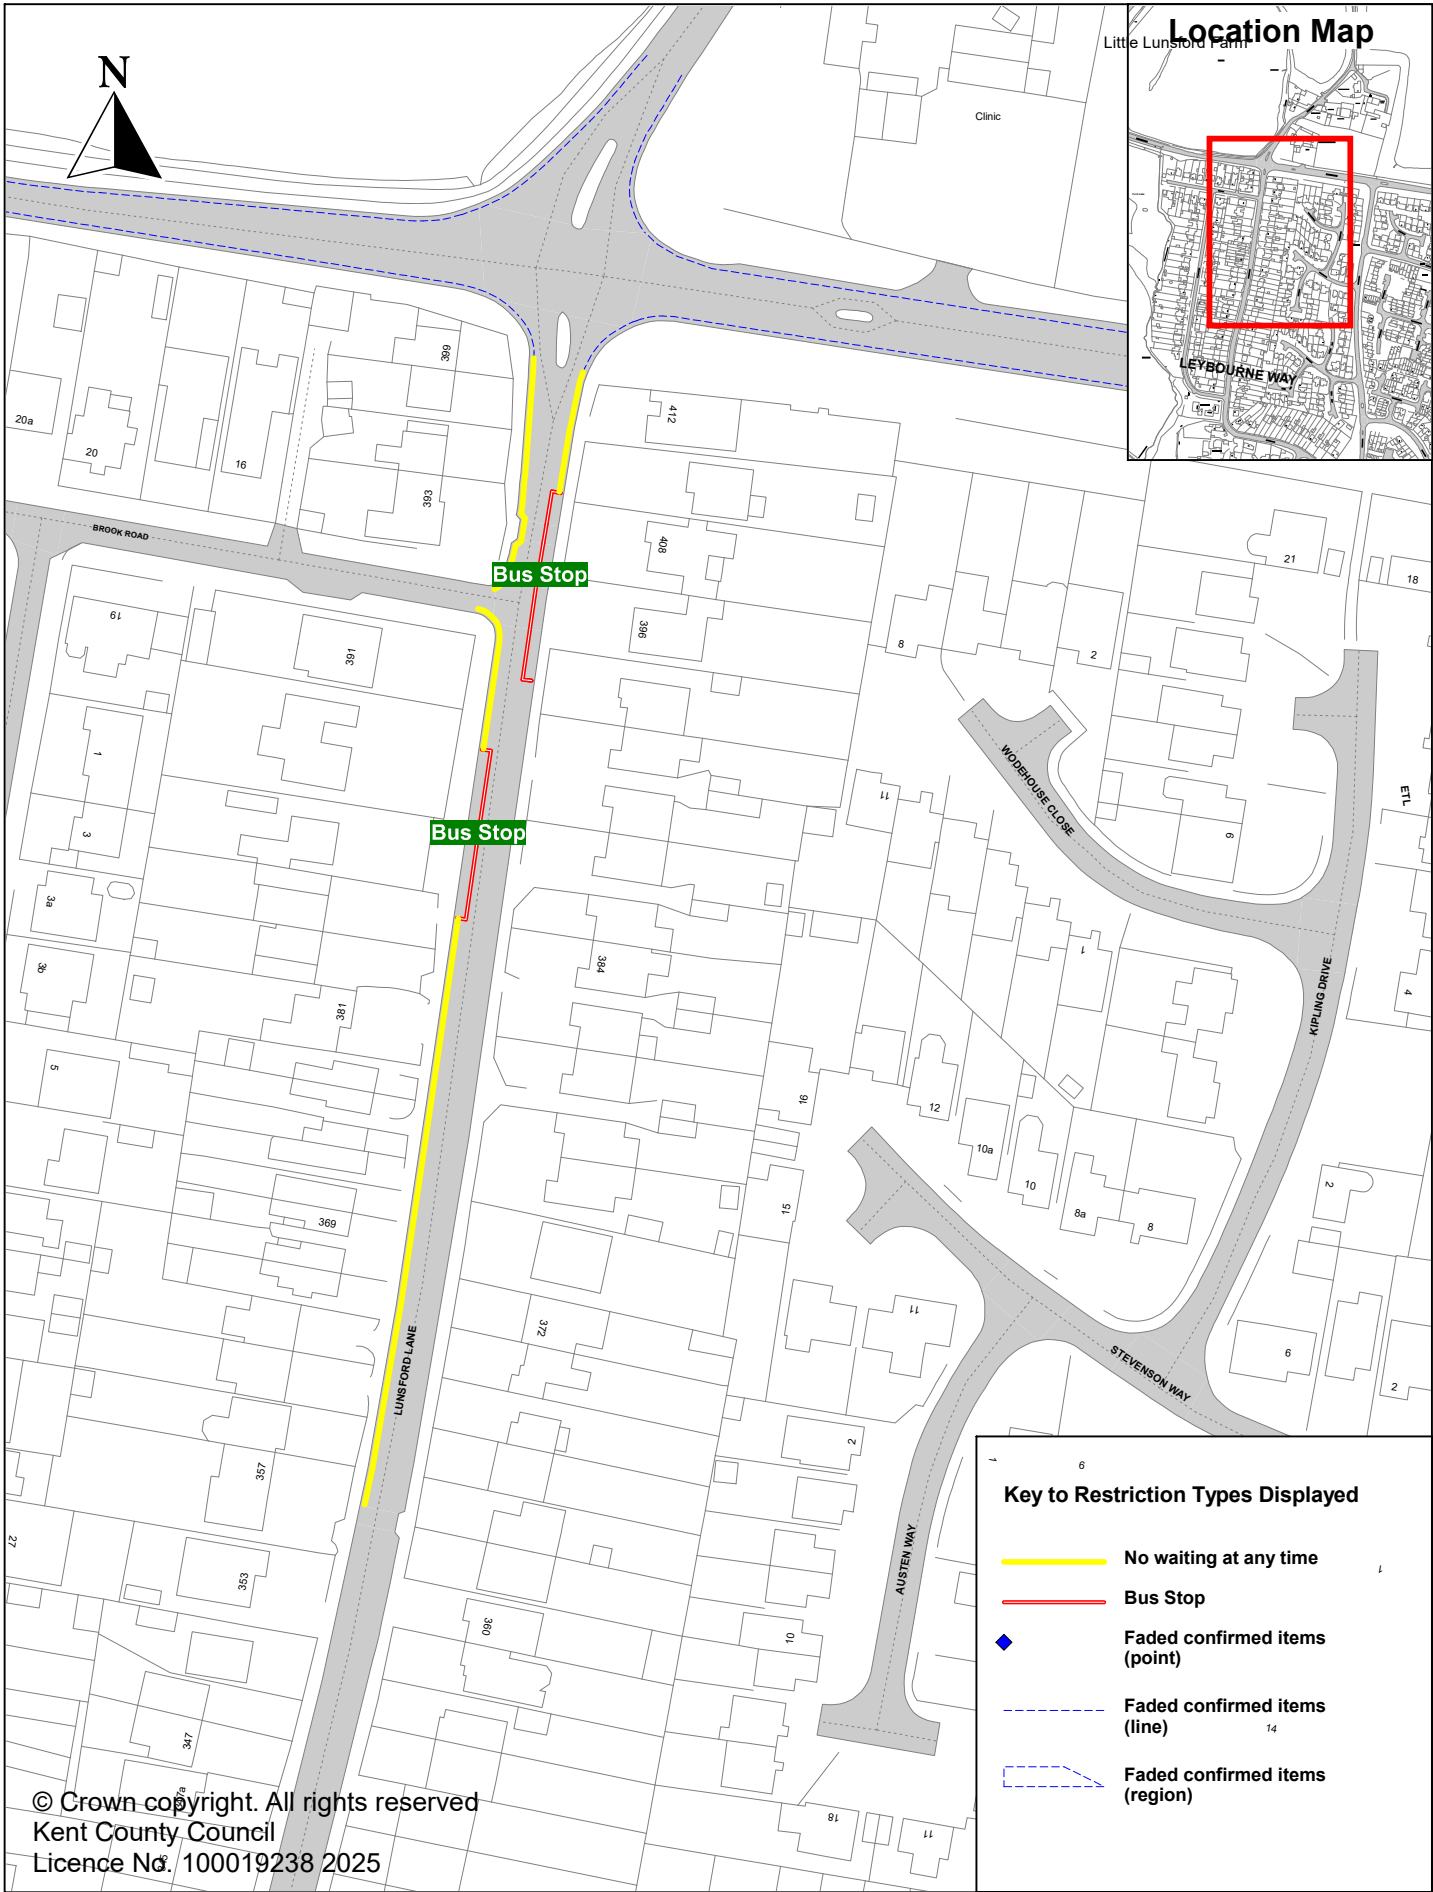 N
Location Map
Little Lunsford Farm
LEYBOURNE WAY
Clinic
399
412
20a
20
16
393
408
BROOK ROAD
Bus Stop
21
18
19
391
396
8
2
1
3
WODEHOUSE CLOSE
ETL
11
9
Bus Stop
3a
3b
384
1
4
381
KIPLING DRIVE
5
16
12
10a
10
8a
8
2
369
15
372
11
LUNSFORD LANE
STEVENSON WAY
6
2
357
2
27
353
AUSTEN WAY
360
10
347
18
11
Key to Restriction Types Displayed
1
9
No waiting at any time
1
Bus Stop
Faded confirmed items
(point)
Faded confirmed items
(line)
14
Faded confirmed items
(region)
© Crown copyright. All rights reserved
Kent County Council
Licence No. 100019238 2025